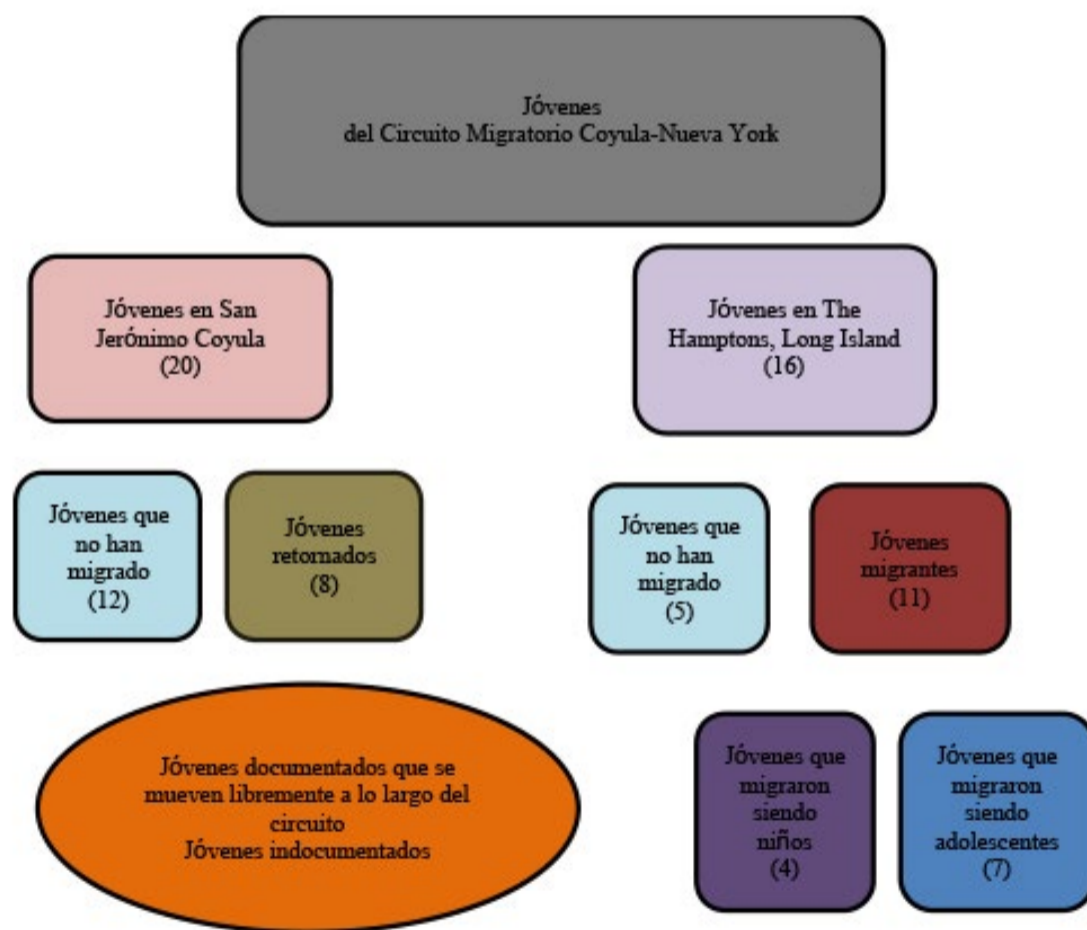 Jóvenes
del Circuito Migratorio Coyula-Nueva York
Jóvenes en San
Jerónimo Coyula
(20)
Jóvenes en The
Hamptons, Long Island
(16)
Jóvenes que
no han
migrado
(12)
Jóvenes
retornados
(8)
Jóvenes que
no han
migrado
(5)
Jóvenes
migrantes
(11)
Jóvenes documentados que se
mueven libremente a lo largo del
circuito
Jóvenes indocumentados
Jóvenes que
migraron
siendo
niños
(4)
Jóvenes que
migraron
siendo
adolescentes
(7)